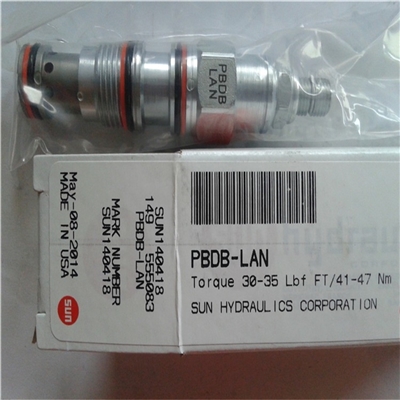 PBDB
LAN
PBDB-LAN
Torque 30-35 Lbf FT/41-47 Nm
SUN HYDRAULICS CORPORATION
SUN140418
149 555083
PBDB-LAN
MARK NUMBER
SUN140418
May-08-2014
MADE IN USA
sun